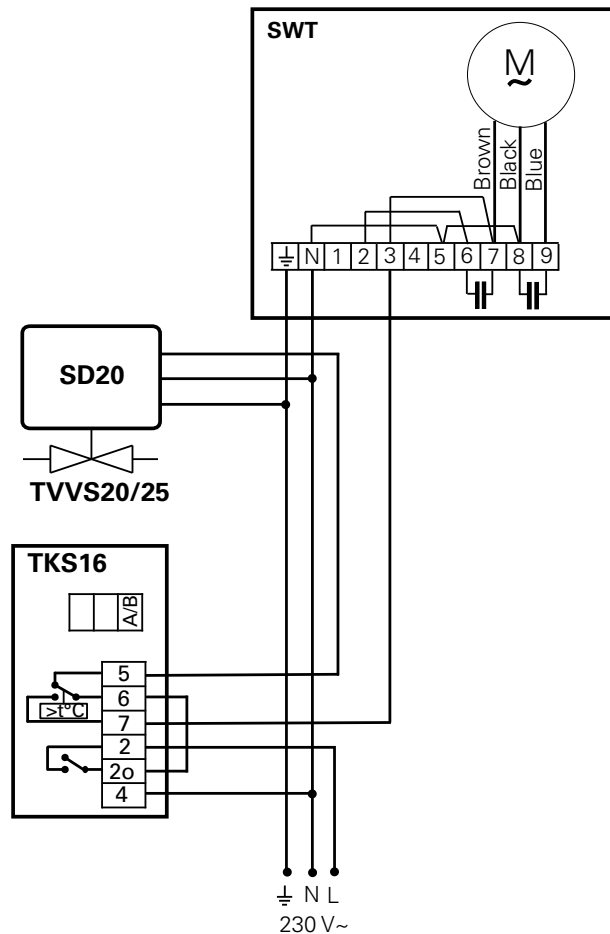 SWT
M
~
Brown
Black
Blue
N 1 2 3 4 5 6 7 8 9
SD20
TVVS20/25
TKS16
A/B
5
6
>t°C
7
2
2o
4
N L
230 V~